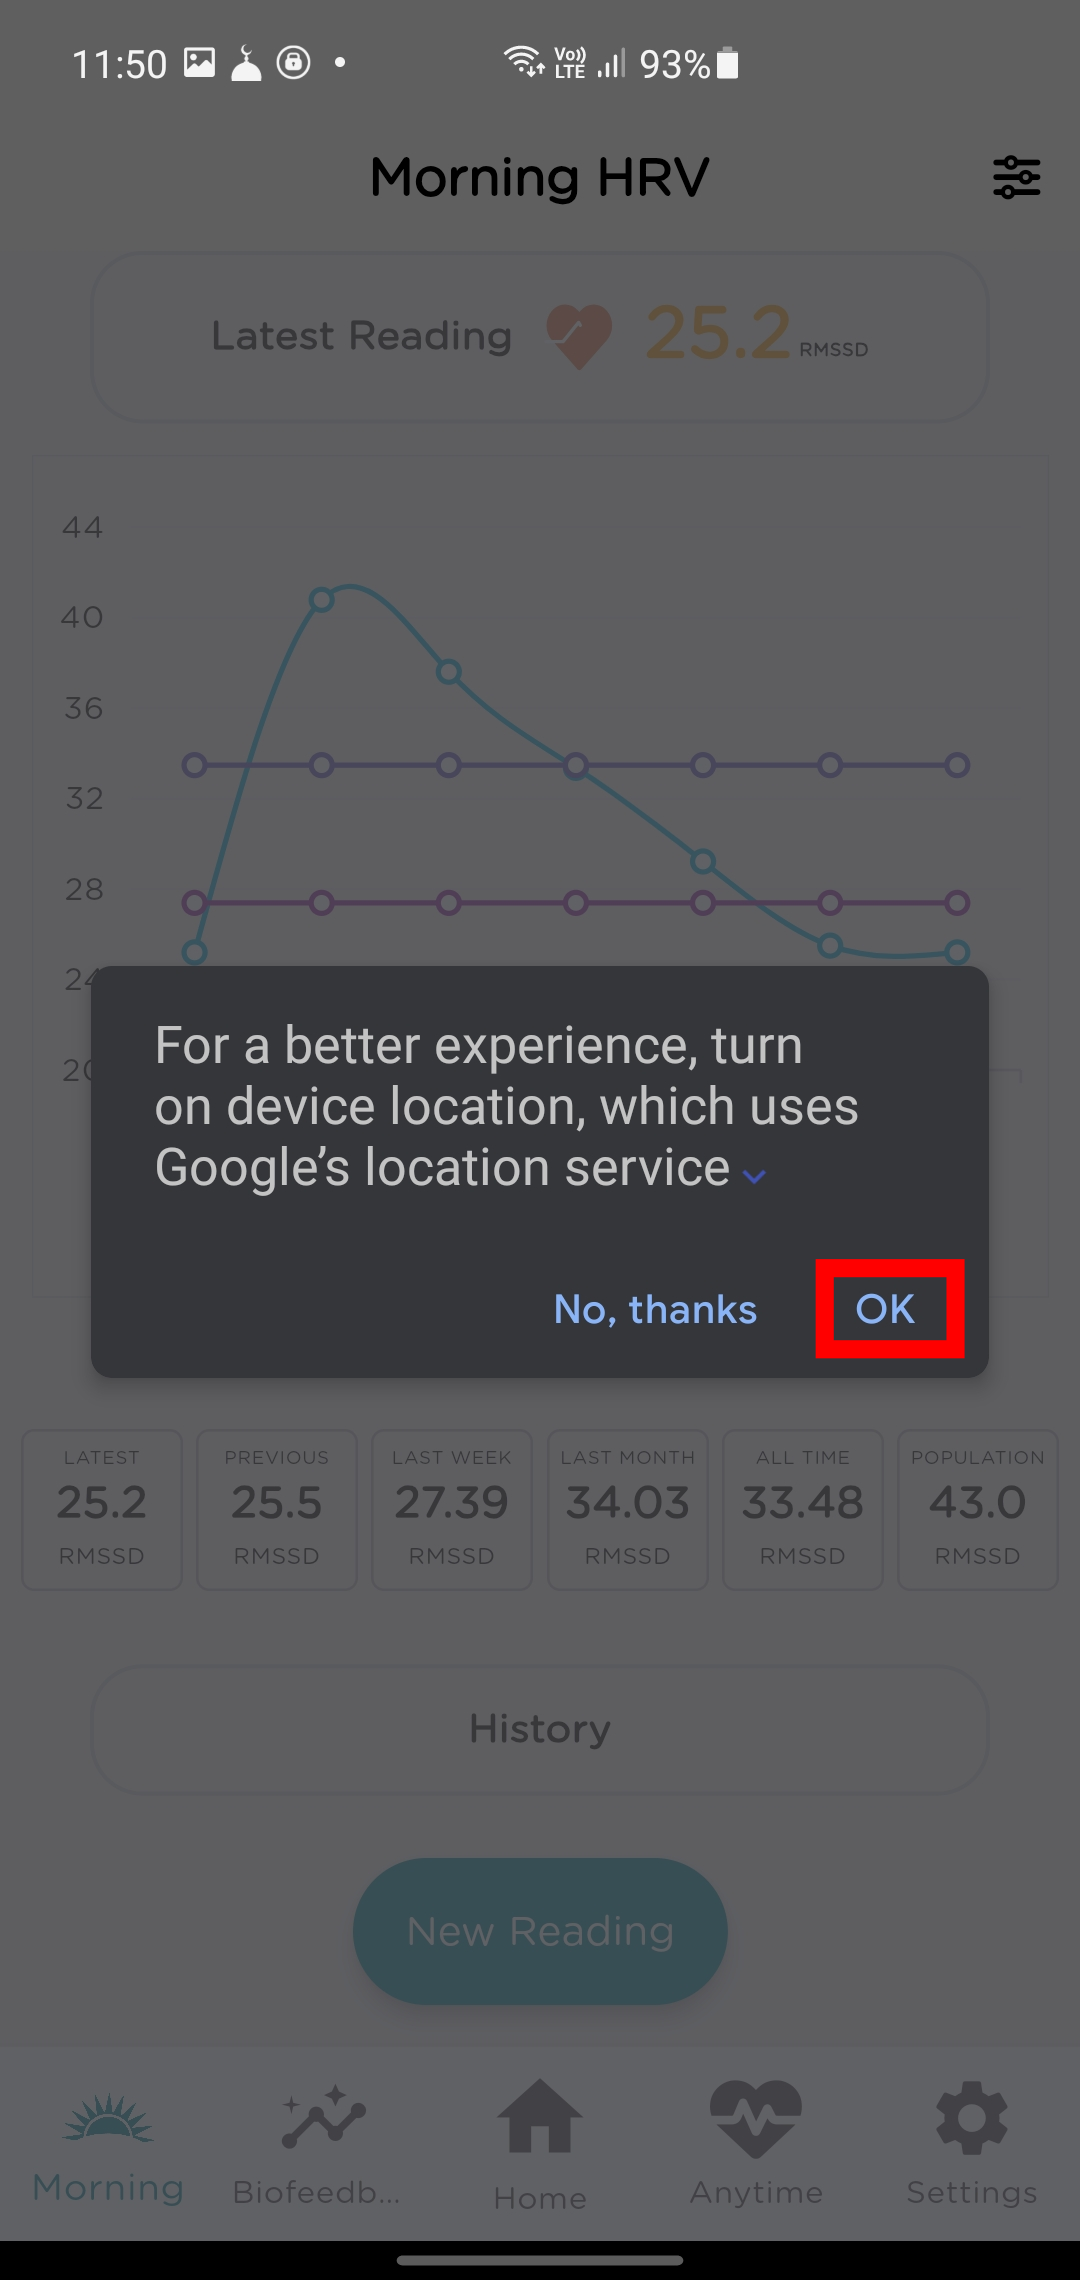 11:50
Vo)) LTE 93%
Morning HRV
Latest Reading 25.2 RMSSD
44
40
36
32
28
24
20
For a better experience, turn
on device location, which uses
Google’s location service
No, thanks OK
LATEST PREVIOUS LAST WEEK LAST MONTH ALL TIME POPULATION
25.2 25.5 27.39 34.03 33.48 43.0
RMSSD RMSSD RMSSD RMSSD RMSSD RMSSD
History
New Reading
Morning Biofeedb... Home Anytime Settings